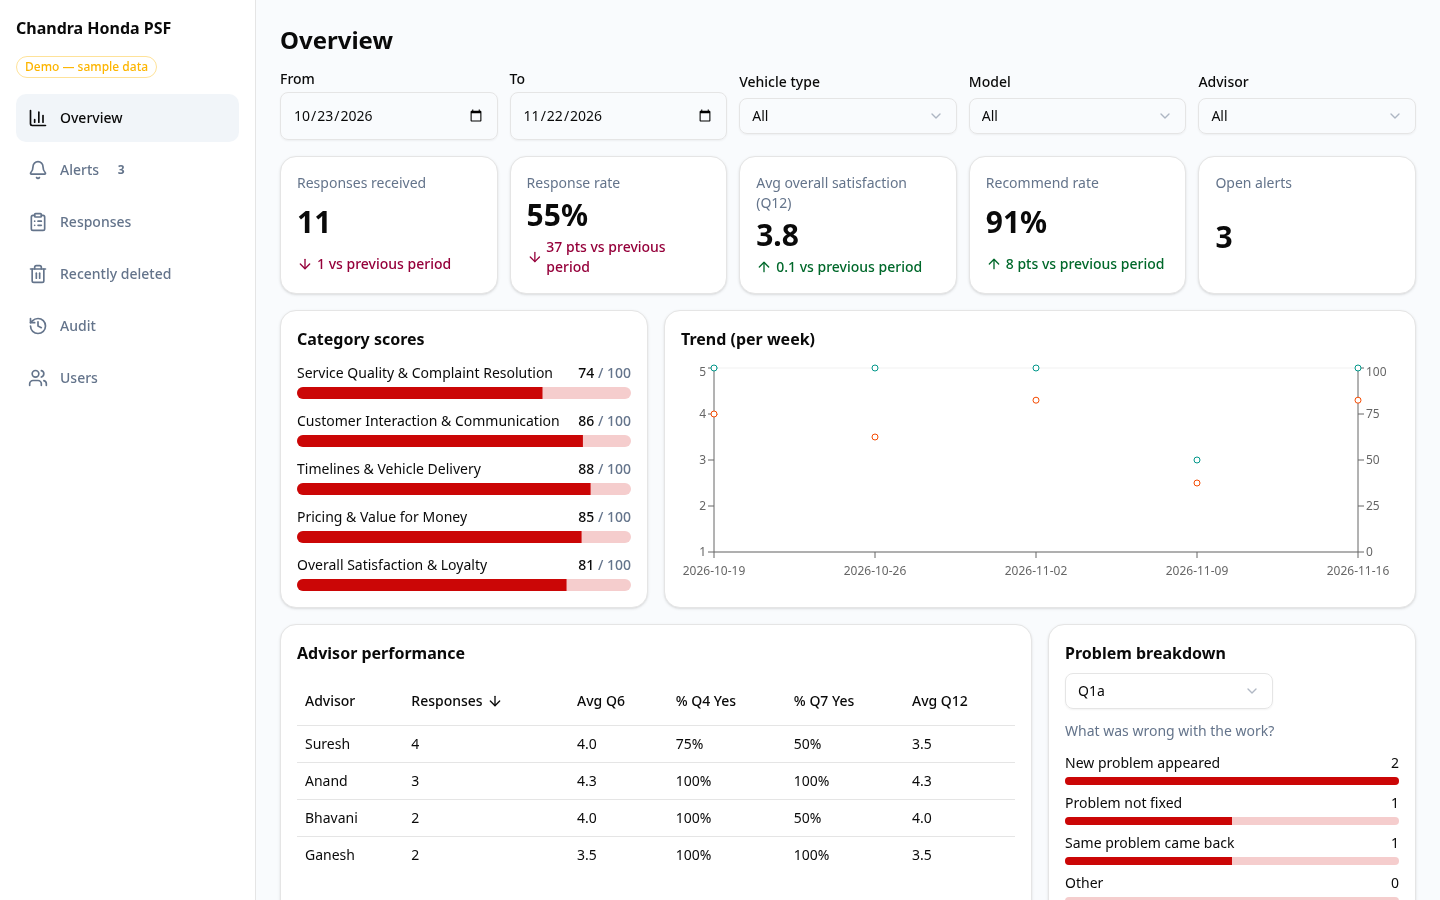 Chandra Honda PSF
Demo — sample data
Overview
Alerts 3
Responses
Recently deleted
Audit
Users
Overview
From
10/23/2026
To
11/22/2026
Vehicle type
All
Model
All
Advisor
All
Responses received
11
1 vs previous period
Response rate
55%
37 pts vs previous
period
Avg overall satisfaction
(Q12)
3.8
0.1 vs previous period
Recommend rate
91%
8 pts vs previous period
Open alerts
3
Category scores
Service Quality & Complaint Resolution 74 / 100
Customer Interaction & Communication 86 / 100
Timelines & Vehicle Delivery 88 / 100
Pricing & Value for Money 85 / 100
Overall Satisfaction & Loyalty 81 / 100
Trend (per week)
5 100
4 75
3 50
2 25
1 0
2026-10-19 2026-10-26 2026-11-02 2026-11-09 2026-11-16
Advisor performance
Advisor Responses ↓ Avg Q6 % Q4 Yes % Q7 Yes Avg Q12
Suresh 4 4.0 75% 50% 3.5
Anand 3 4.3 100% 100% 4.3
Bhavani 2 4.0 100% 50% 4.0
Ganesh 2 3.5 100% 100% 3.5
Problem breakdown
Q1a
What was wrong with the work?
New problem appeared 2
Problem not fixed 1
Same problem came back 1
Other 0